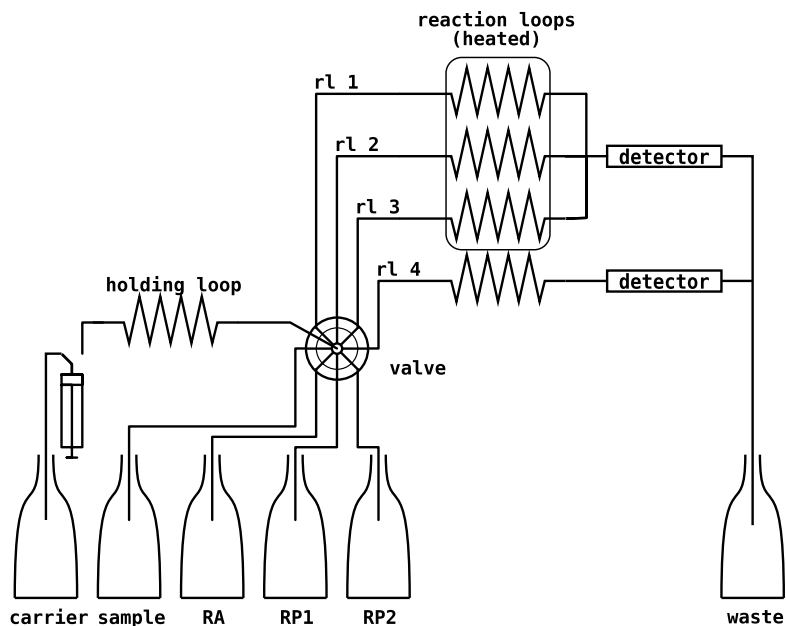 reaction loops
(heated)
rl 1
rl 2
detector
rl 3
rl 4
detector
holding loop
valve
carrier
sample
RA
RP1
RP2
waste